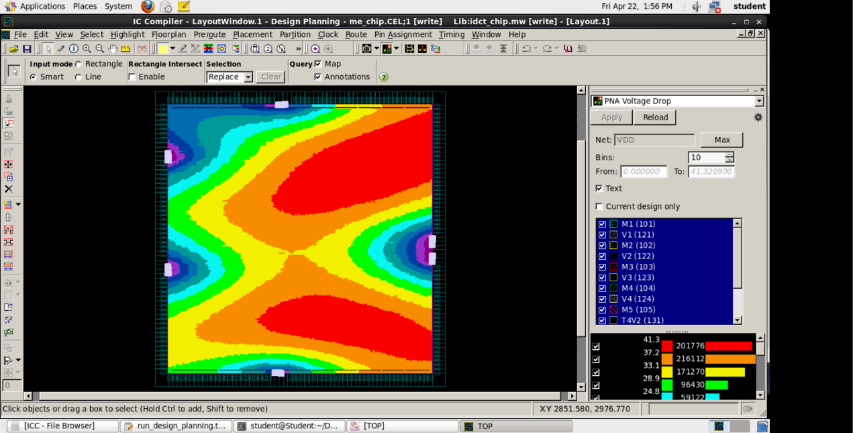 Applications Places System Fri Apr 22, 1:56 PM student
IC Compiler - LayoutWindow.1 - Design Planning - me_chip.CEL;1 [write] Lib:idct_chip.mw [write] - [Layout.1]
File Edit View Select Highlight Floorplan Preroute Placement Partition Clock Route Pin Assignment Timing Window Help
Input mode Rectangle Rectangle Intersect Selection Query Map
Smart Line Enable Replace Clear Annotations
PNA Voltage Drop
Apply Reload
Net: VDD Max
Bins: 10
From: 0.000000 To: 41.320900
Text
Current design only
M1 (101)
V1 (121)
M2 (102)
V2 (122)
M3 (103)
V3 (123)
M4 (104)
V4 (124)
M5 (105)
T4V2 (131)
41.3
201776
37.2
216112
33.1
171270
28.9
96430
24.8
59122
0
Click objects or drag a box to select (Hold Ctrl to add, Shift to remove) XY 2851.580, 2976.770
[ICC - File Browser] run_design_planning.t... student@Student:~/D... [TOP] TOP